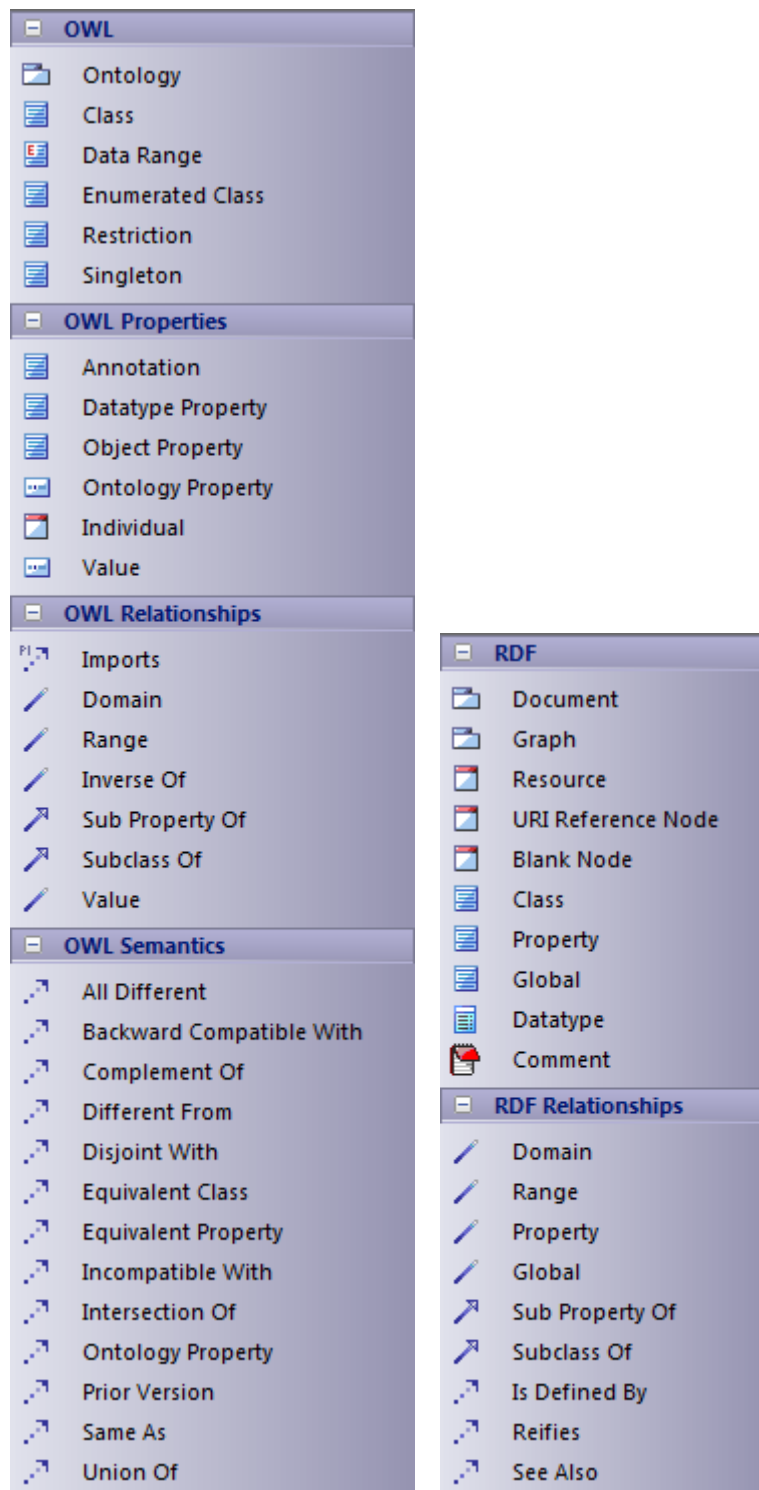 OWL
Ontology
Class
Data Range
Enumerated Class
Restriction
Singleton
OWL Properties
Annotation
Datatype Property
Object Property
Ontology Property
Individual
Value
OWL Relationships
Imports
Domain
Range
Inverse Of
Sub Property Of
Subclass Of
Value
OWL Semantics
All Different
Backward Compatible With
Complement Of
Different From
Disjoint With
Equivalent Class
Equivalent Property
Incompatible With
Intersection Of
Ontology Property
Prior Version
Same As
Union Of
RDF
Document
Graph
Resource
URI Reference Node
Blank Node
Class
Property
Global
Datatype
Comment
RDF Relationships
Domain
Range
Property
Global
Sub Property Of
Subclass Of
Is Defined By
Reifies
See Also